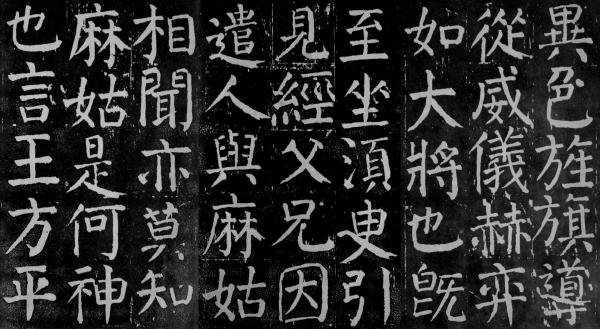 異色旌旗導
從威儀赫弈
如大將也既
至坐須臾引
見經父兄因
遣人與麻姑
相聞亦莫知
麻姑是何神
也言王方平